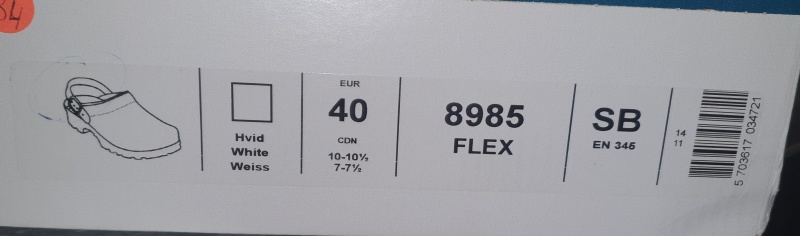 34
Hvid
White
Weiss
EUR
40
CDN
10-10½
7-7½
8985
FLEX
SB
EN 345
14
11
5 703617 034721